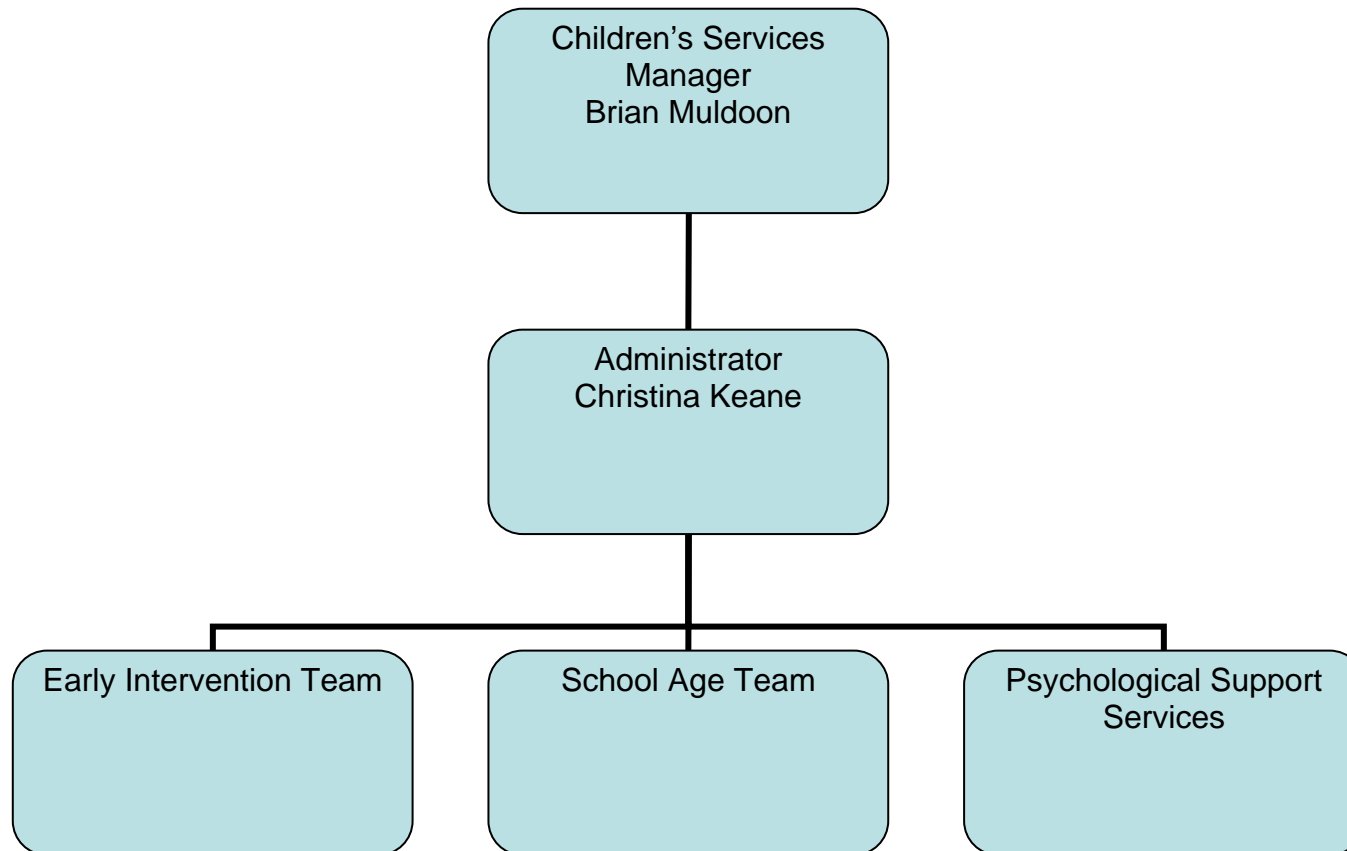 Children’s Services
Manager
Brian Muldoon
Administrator
Christina Keane
Early Intervention Team
School Age Team
Psychological Support
Services